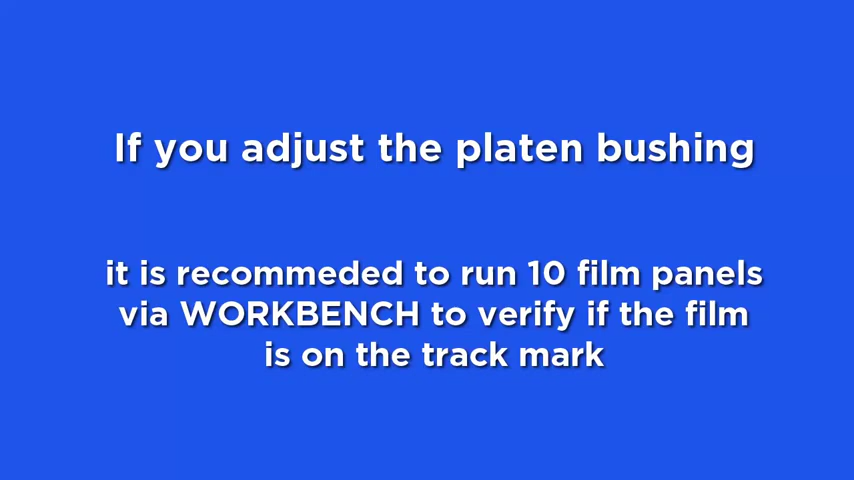 If you adjust the platen bushing
it is recommeded to run 10 film panels
via WORKBENCH to verify if the film
is on the track mark